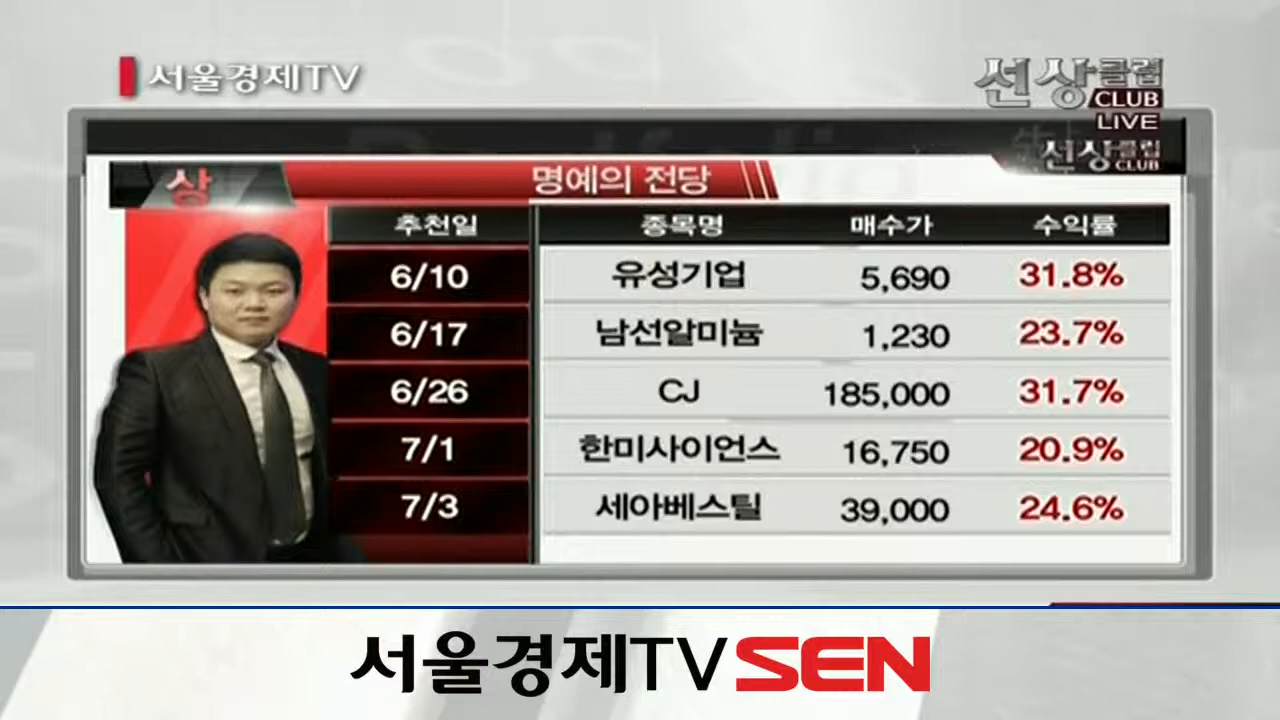 서울경제TV
선상클럽
CLUB
LIVE
선상클럽
CLUB
상
명예의 전당
추천일 종목명 매수가 수익률
6/10 유성기업 5,690 31.8%
6/17 남선알미늄 1,230 23.7%
6/26 CJ 185,000 31.7%
7/1 한미사이언스 16,750 20.9%
7/3 세아베스틸 39,000 24.6%
서울경제TV SEN